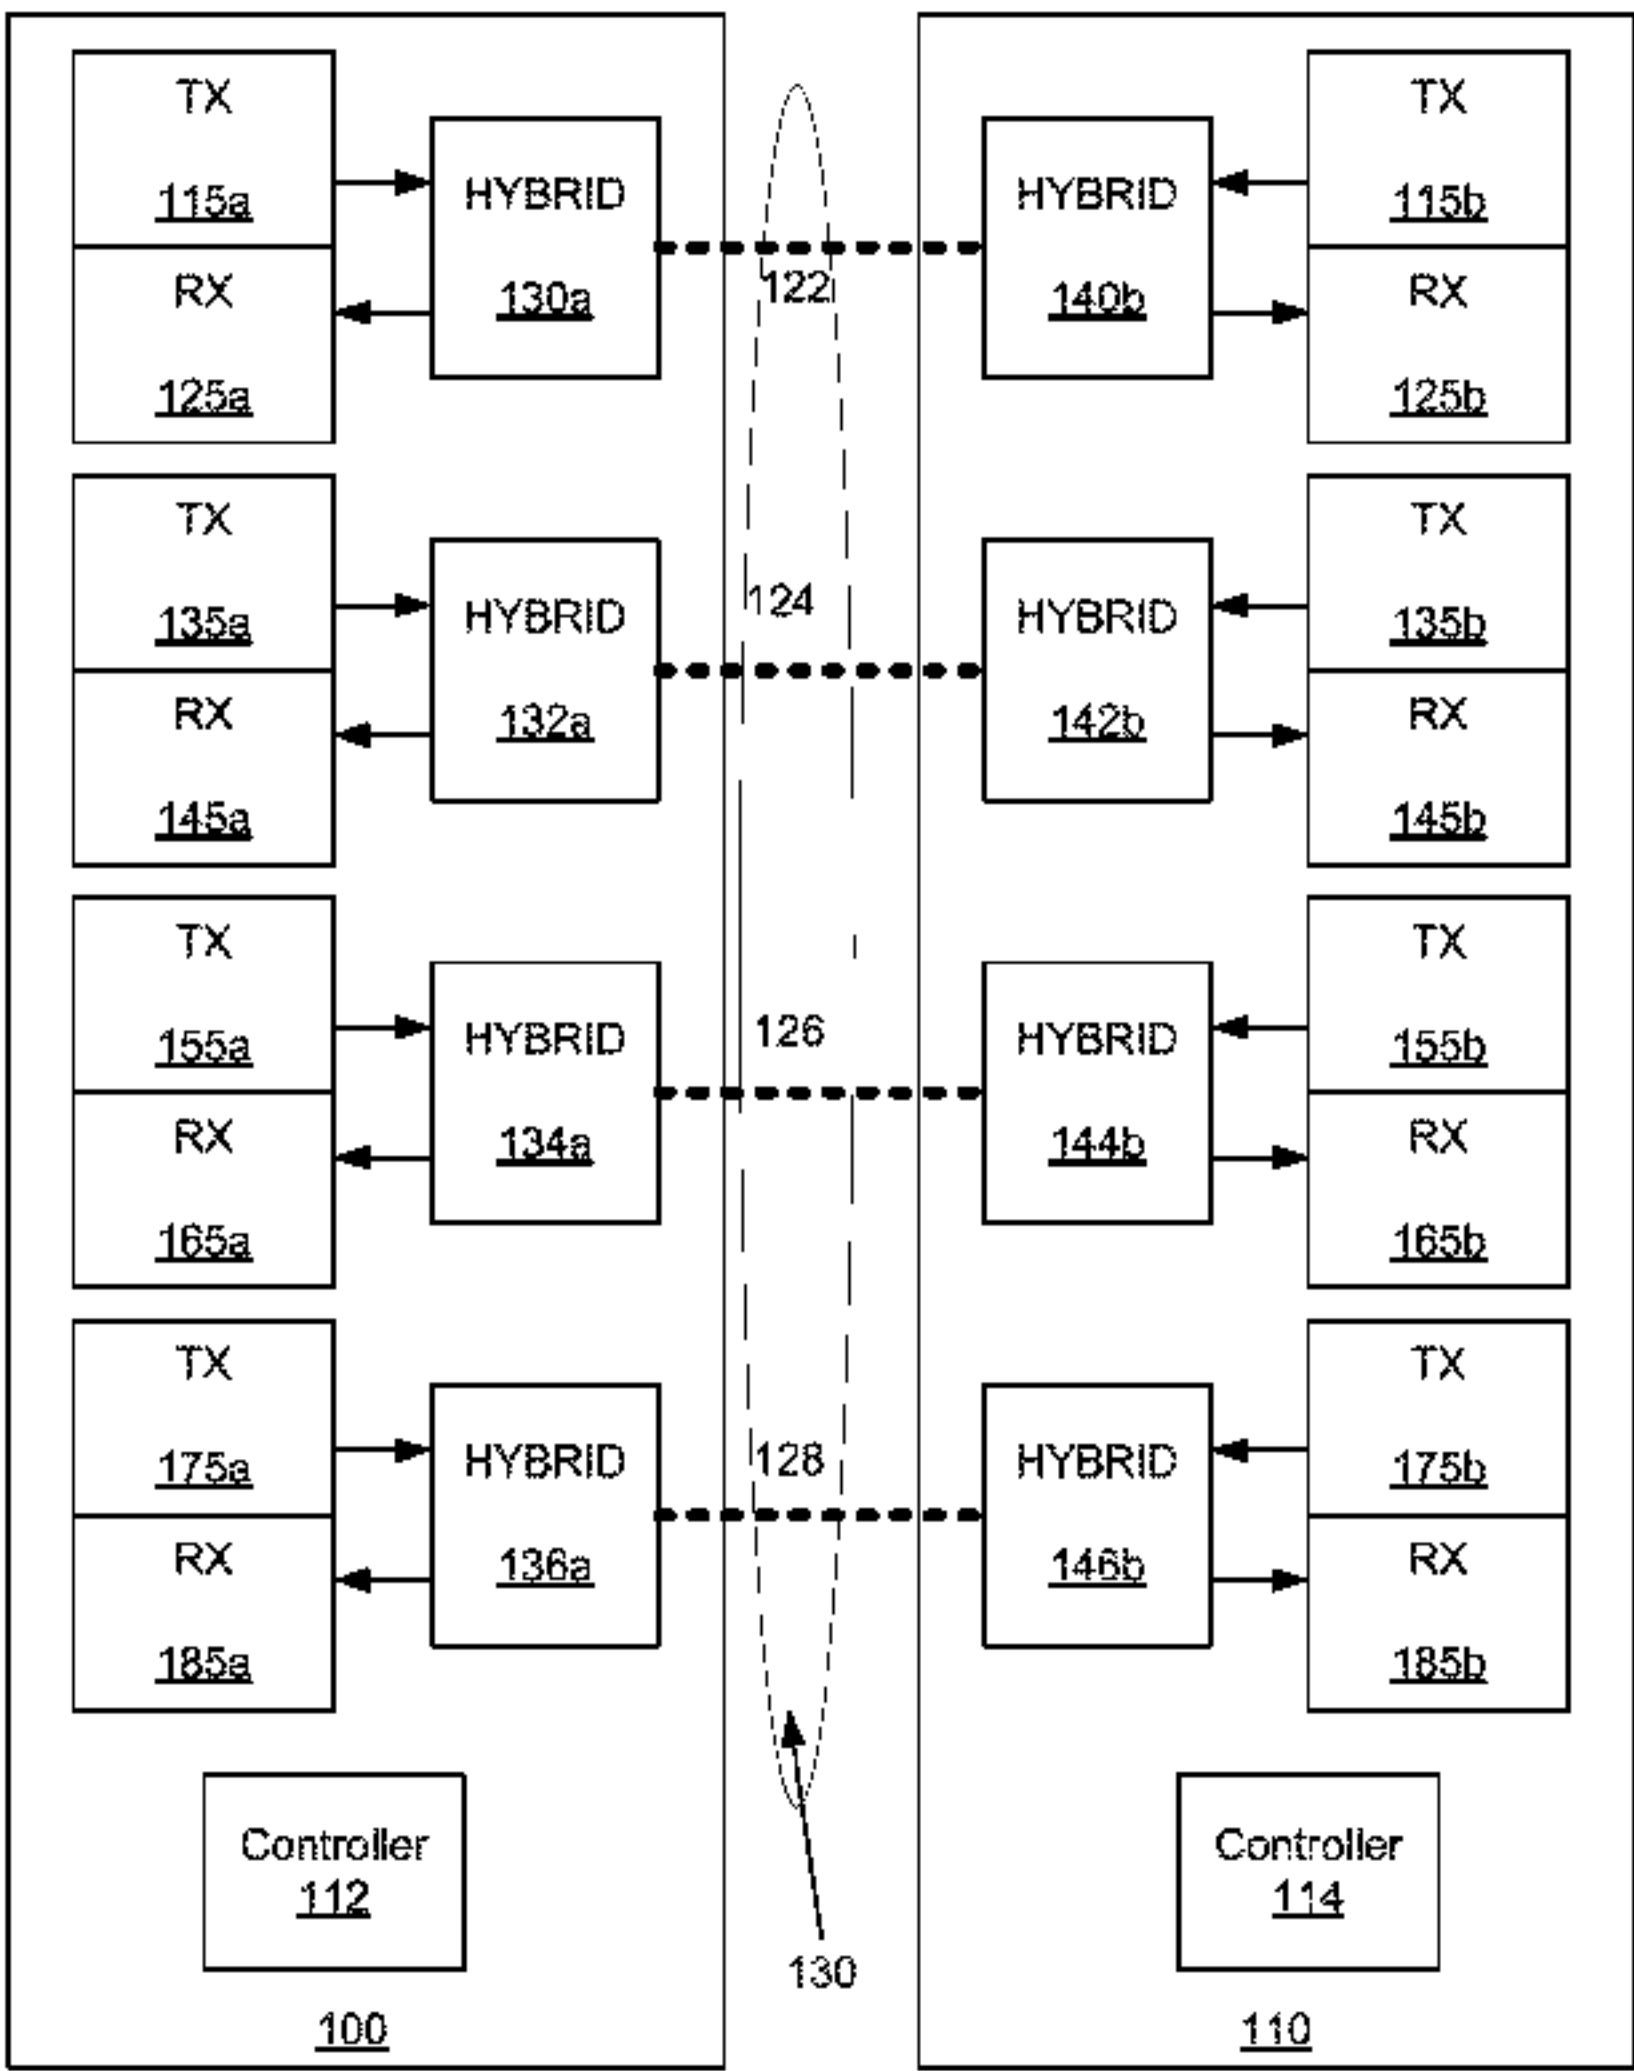 TX
115a
RX
125a
HYBRID
130a
122
HYBRID
140b
TX
115b
RX
125b
TX
135a
RX
145a
HYBRID
132a
124
HYBRID
142b
TX
135b
RX
145b
TX
155a
RX
165a
HYBRID
134a
126
HYBRID
144b
TX
155b
RX
165b
TX
175a
RX
185a
HYBRID
136a
128
HYBRID
146b
TX
175b
RX
185b
Controller
112
130
Controller
114
100
110